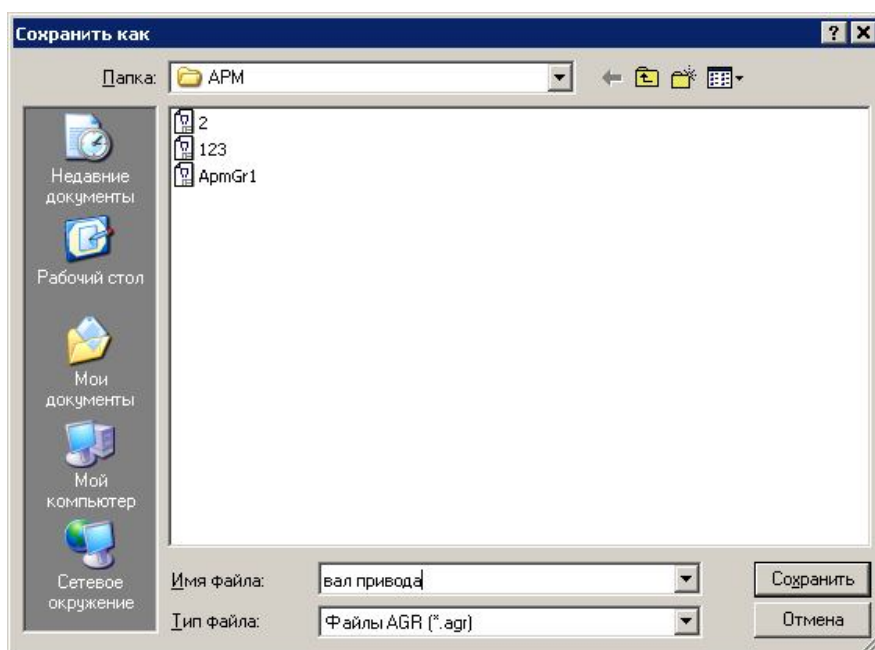 Сохранить как
Папка: APM
2
123
ApmGr1
Недавние
документы
Рабочий стол
Мои
документы
Мой
компьютер
Сетевое
окружение
Имя файла: вал привода
Сохранить
Тип файла: Файлы AGR (*.agr)
Отмена